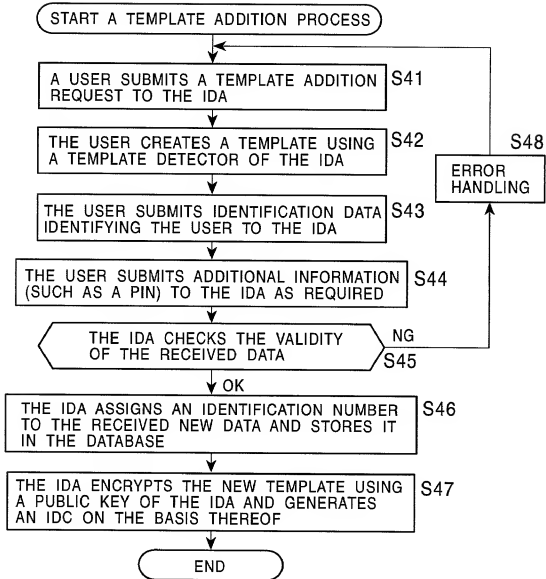 START A TEMPLATE ADDITION PROCESS
A USER SUBMITS A TEMPLATE ADDITION
REQUEST TO THE IDA
S41
THE USER CREATES A TEMPLATE USING
A TEMPLATE DETECTOR OF THE IDA
S42
S48
ERROR
HANDLING
THE USER SUBMITS IDENTIFICATION DATA
IDENTIFYING THE USER TO THE IDA
S43
THE USER SUBMITS ADDITIONAL INFORMATION
(SUCH AS A PIN) TO THE IDA AS REQUIRED
S44
THE IDA CHECKS THE VALIDITY
OF THE RECEIVED DATA
NG
S45
OK
THE IDA ASSIGNS AN IDENTIFICATION NUMBER
TO THE RECEIVED NEW DATA AND STORES IT
IN THE DATABASE
S46
THE IDA ENCRYPTS THE NEW TEMPLATE USING
A PUBLIC KEY OF THE IDA AND GENERATES
AN IDC ON THE BASIS THEREOF
S47
END